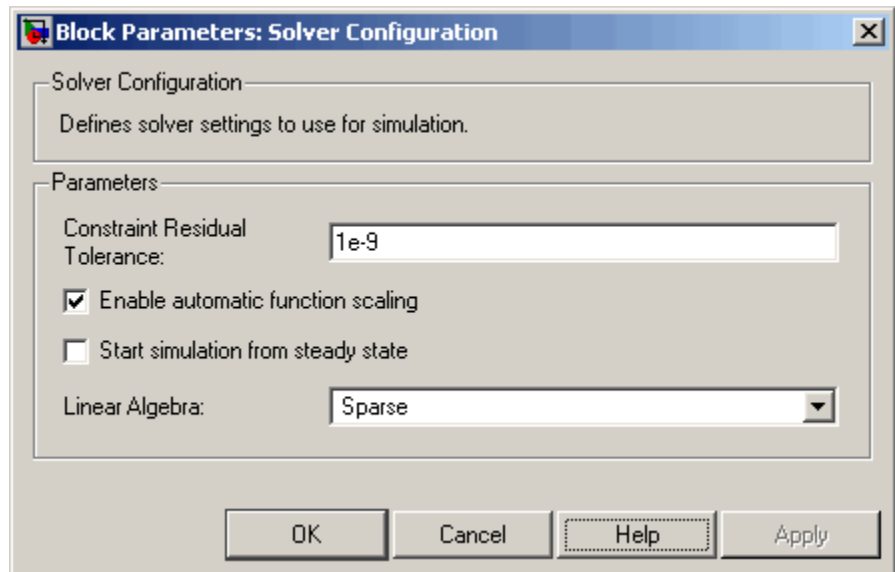 Block Parameters: Solver Configuration
Solver Configuration
Defines solver settings to use for simulation.
Parameters
Constraint Residual
Tolerance:
1e-9
Enable automatic function scaling
Start simulation from steady state
Linear Algebra:
Sparse
OK
Cancel
Help
Apply